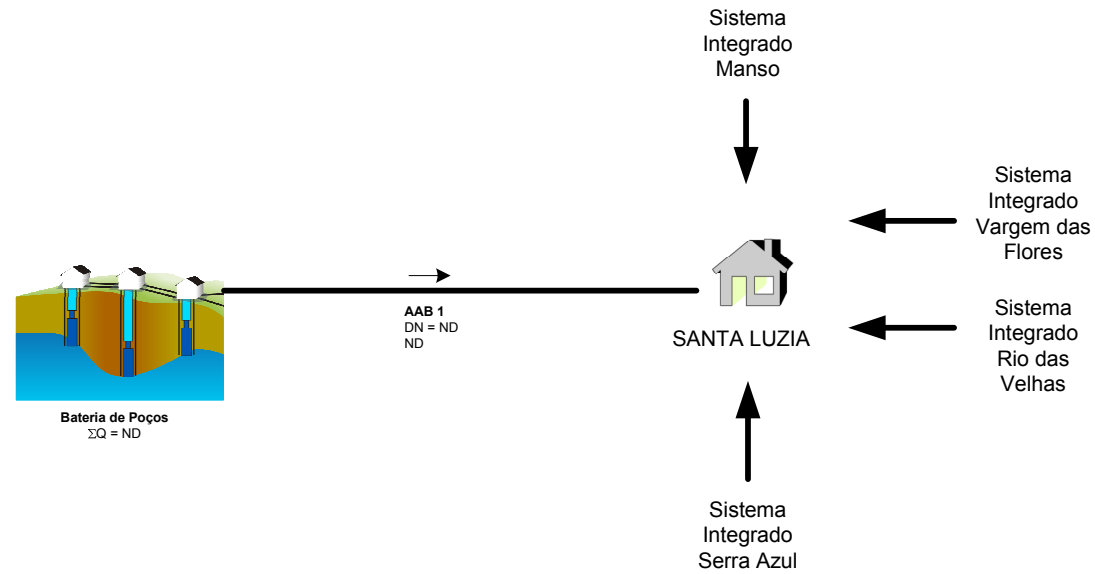 Sistema
Integrado
Manso
Sistema
Integrado
Vargem das
Flores
AAB 1
DN = ND
ND
SANTA LUZIA
Sistema
Integrado
Rio das
Velhas
Bateria de Poços
ΣQ = ND
Sistema
Integrado
Serra Azul